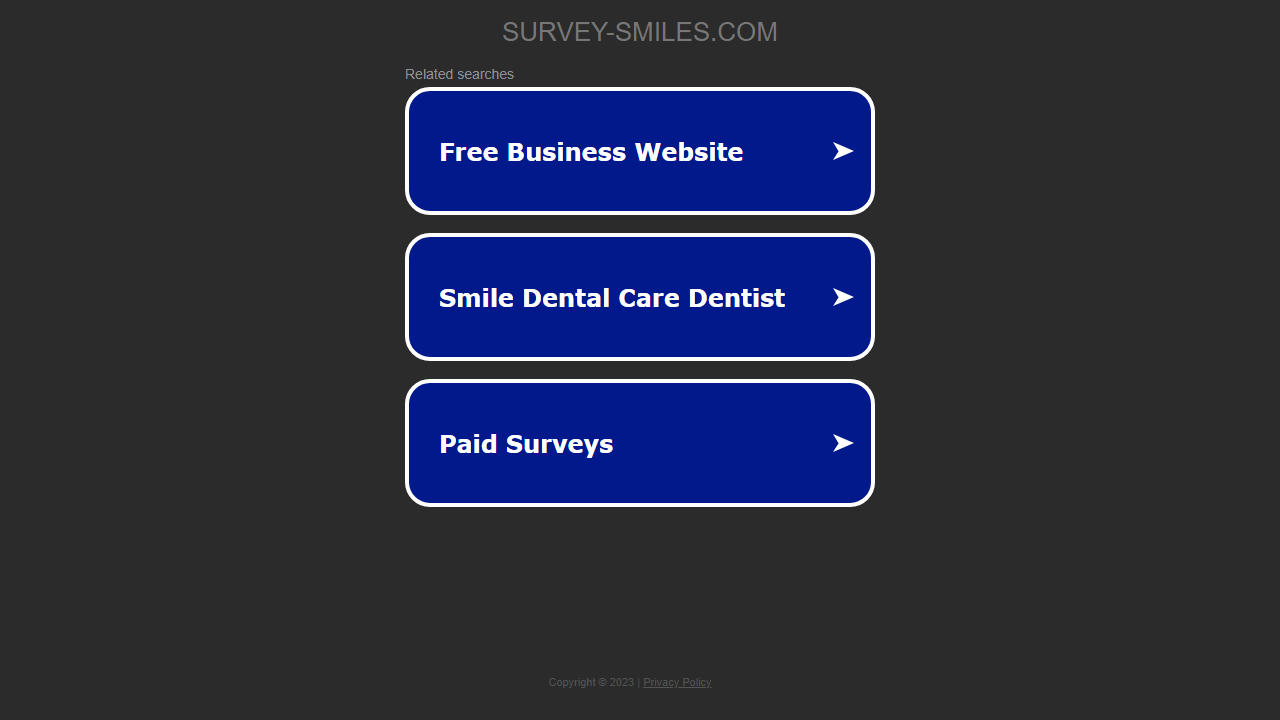 SURVEY-SMILES.COM
Related searches
Free Business Website
Smile Dental Care Dentist
Paid Surveys
Copyright © 2023 | Privacy Policy